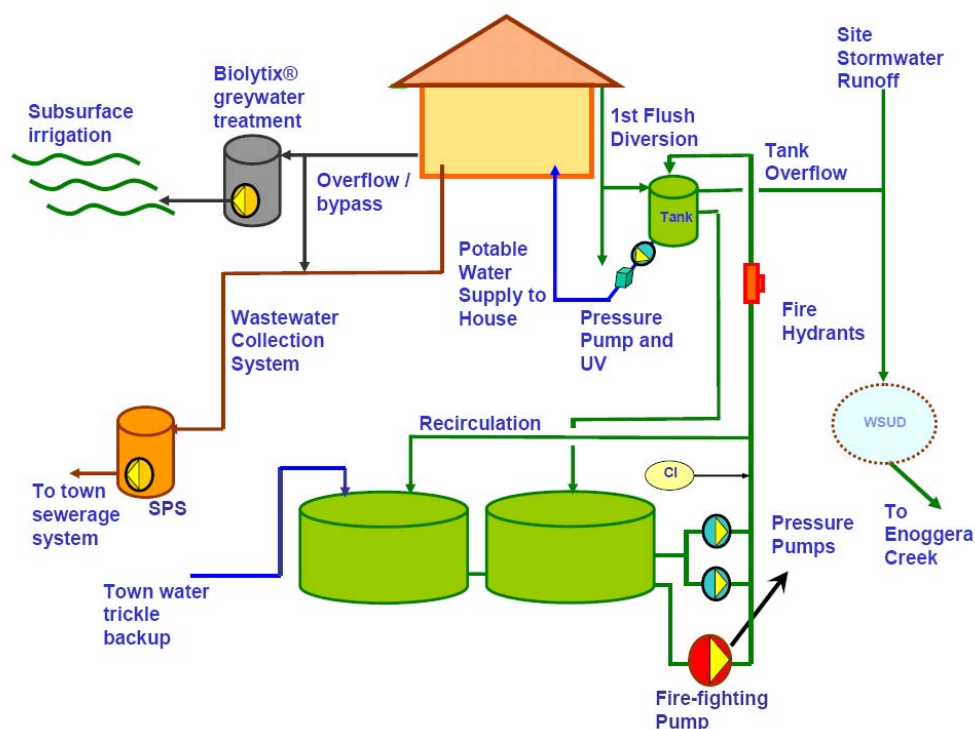 Site
Stormwater
Runoff
Biolytix®
greywater
treatment
Subsurface
irrigation
1st Flush
Diversion
Tank
Overflow
Overflow /
bypass
Tank
Potable
Water
Supply to
House
Wastewater
Collection
System
Pressure
Pump and
UV
Fire
Hydrants
WSUD
Recirculation
Cl
SPS
To town
sewerage
system
Pressure
Pumps
To
Enoggera
Creek
Town water
trickle
backup
Fire-fighting
Pump